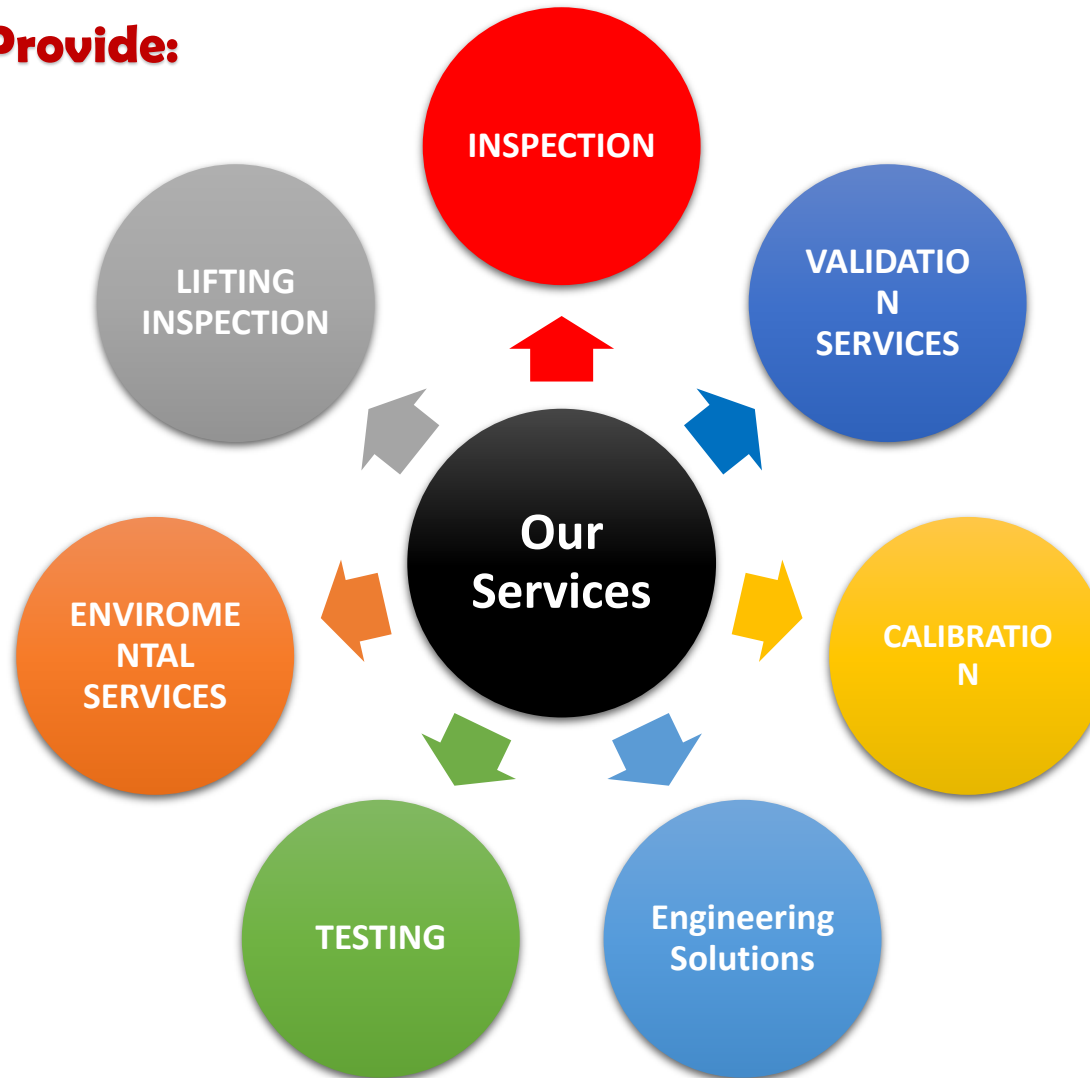 Provide:
INSPECTION
VALIDATIO
N
SERVICES
CALIBRATIO
N
Engineering
Solutions
TESTING
ENVIROME
NTAL
SERVICES
LIFTING
INSPECTION
Our
Services